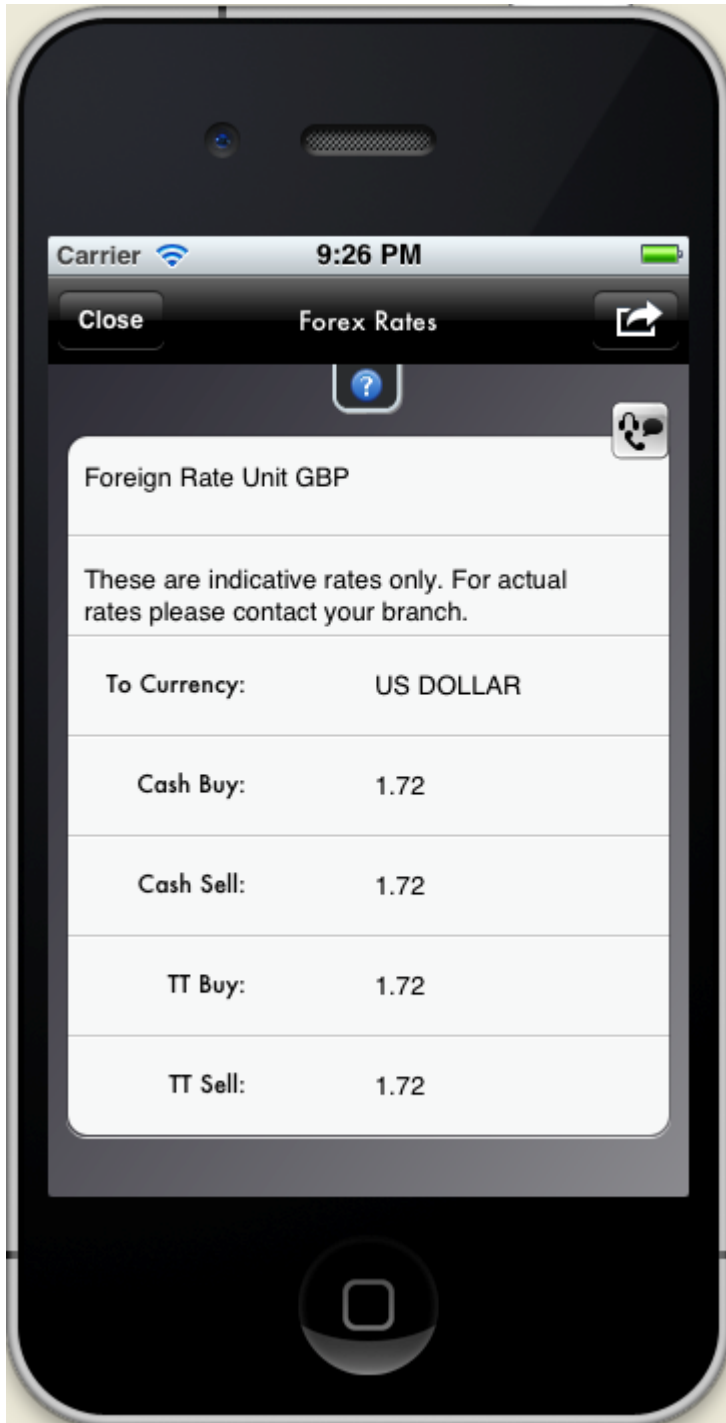 Carrier 9:26 PM
Close Forex Rates
?
Foreign Rate Unit GBP
These are indicative rates only. For actual
rates please contact your branch.
To Currency: US DOLLAR
Cash Buy: 1.72
Cash Sell: 1.72
TT Buy: 1.72
TT Sell: 1.72